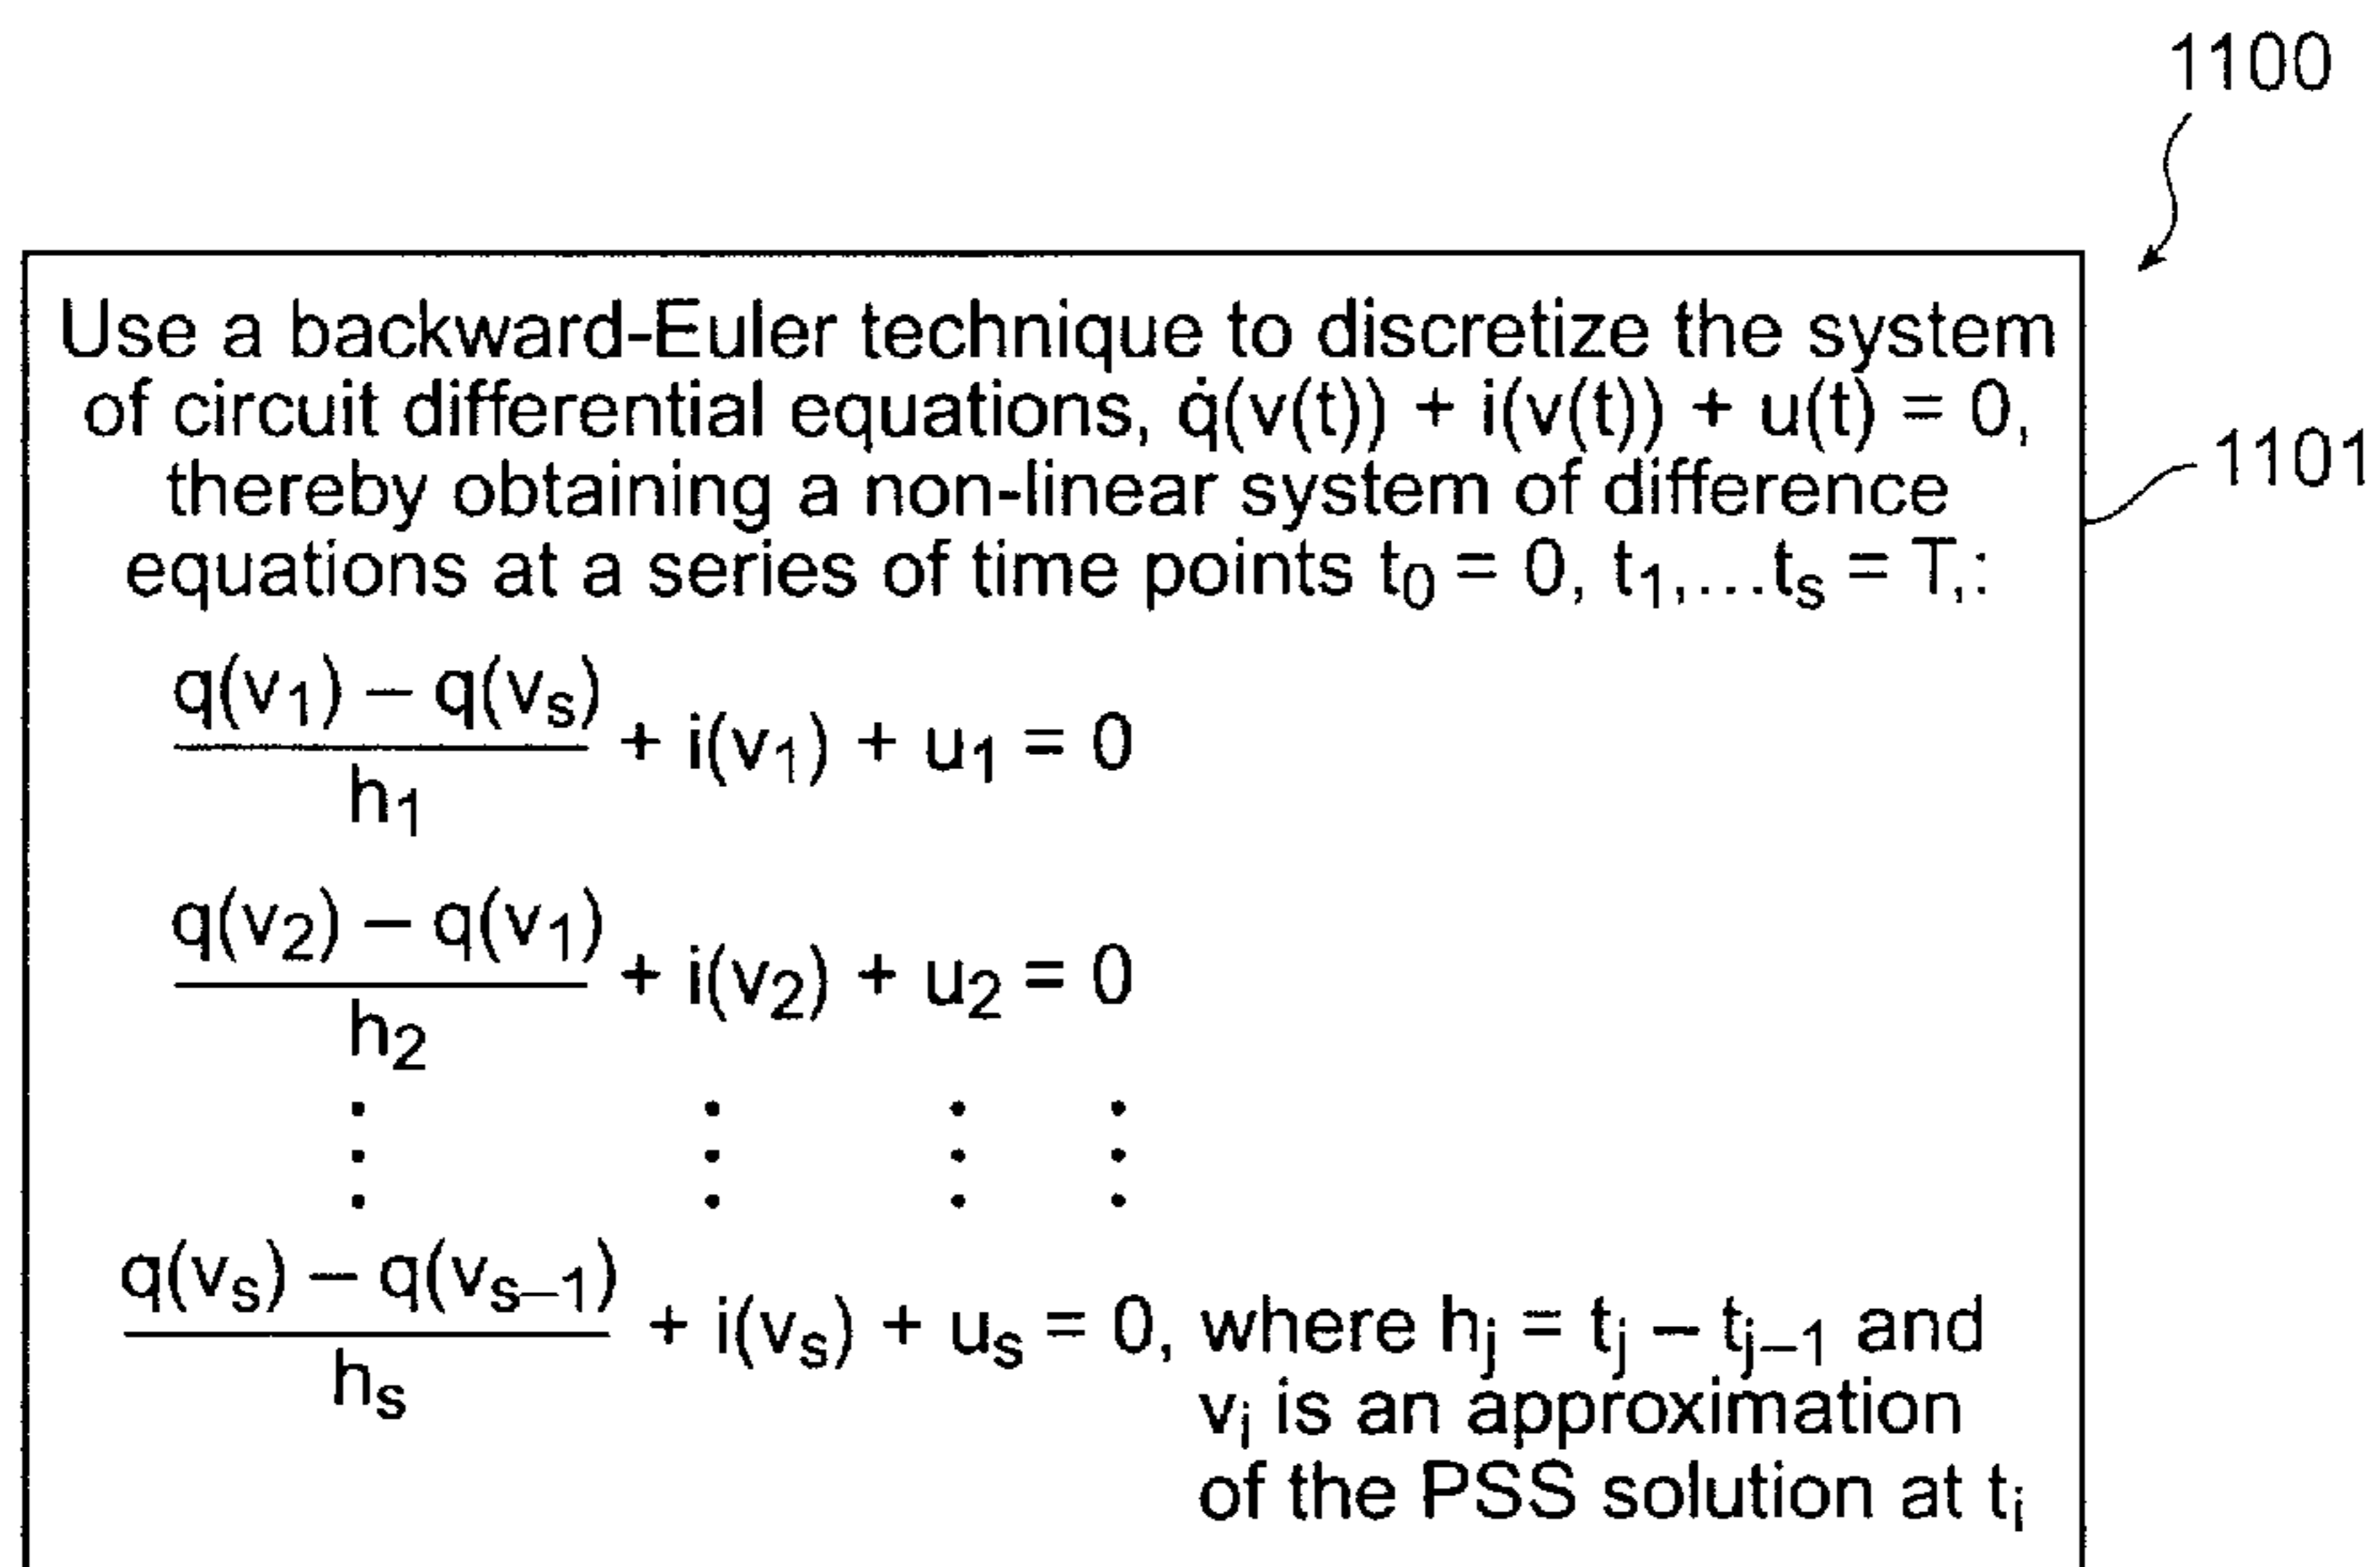 1100
Use a backward-Euler technique to discretize the system
of circuit differential equations, q̇(v(t)) + i(v(t)) + u(t) = 0,
1101
thereby obtaining a non-linear system of difference
equations at a series of time points t₀ = 0, t₁,...tₛ = T,:
q(v₁) – q(vₛ)
+ i(v₁) + u₁ = 0
h₁
q(v₂) – q(v₁)
+ i(v₂) + u₂ = 0
h₂
q(vₛ) – q(vₛ₋₁)
+ i(vₛ) + uₛ = 0, where hⱼ = tⱼ – tⱼ₋₁ and
hₛ
vⱼ is an approximation
of the PSS solution at tⱼ